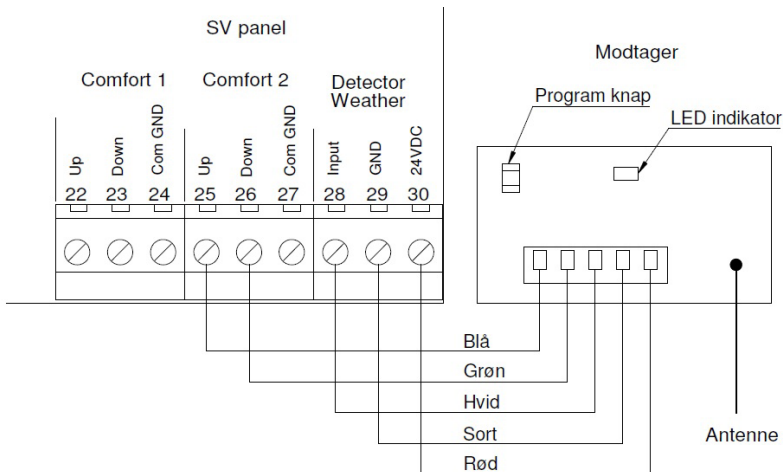 SV panel
Modtager
Comfort 1
Comfort 2
Detector
Weather
Program knap
LED indikator
Up
Down
Com GND
Up
Down
Com GND
Input
GND
24VDC
22
23
24
25
26
27
28
29
30
Blå
Grøn
Hvid
Sort
Rød
Antenne